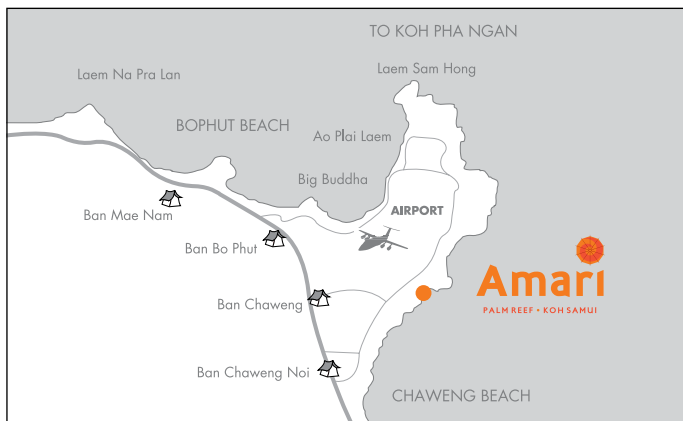 TO KOH PHA NGAN
Laem Sam Hong
Laem Na Pra Lan
BOPHUT BEACH
Ao Plai Laem
Big Buddha
AIRPORT
Ban Mae Nam
Ban Bo Phut
Amari
PALM REEF • KOH SAMUI
Ban Chaweng
Ban Chaweng Noi
CHAWENG BEACH